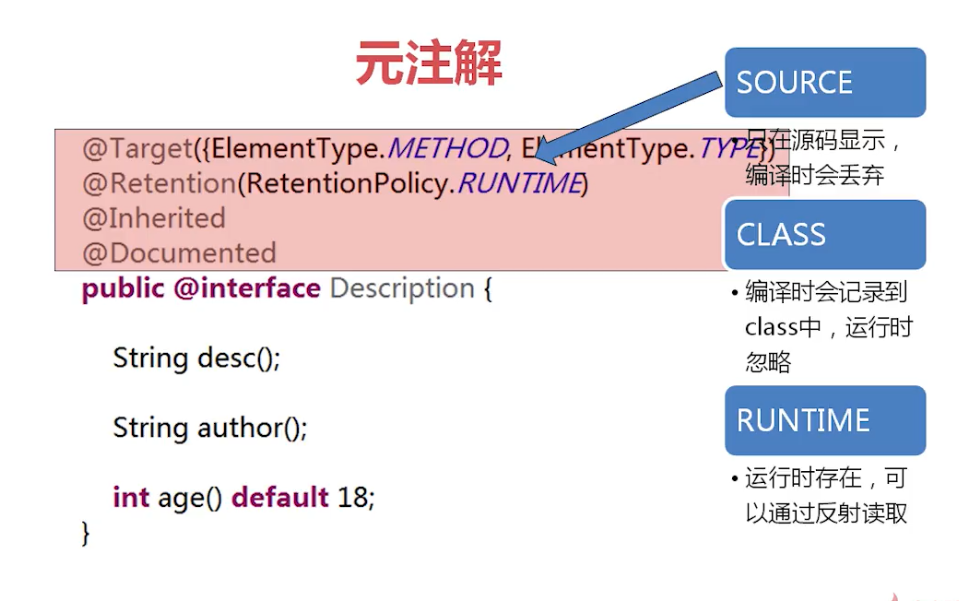 元注解
@Target({ElementType.METHOD, ElementType.TYPE})
@Retention(RetentionPolicy.RUNTIME)
@Inherited
@Documented
public @interface Description {
String desc();
String author();
int age() default 18;
}
SOURCE
• 只在源码显示，
编译时会丢弃
CLASS
• 编译时会记录到
class中，运行时
忽略
RUNTIME
• 运行时存在，可
以通过反射读取